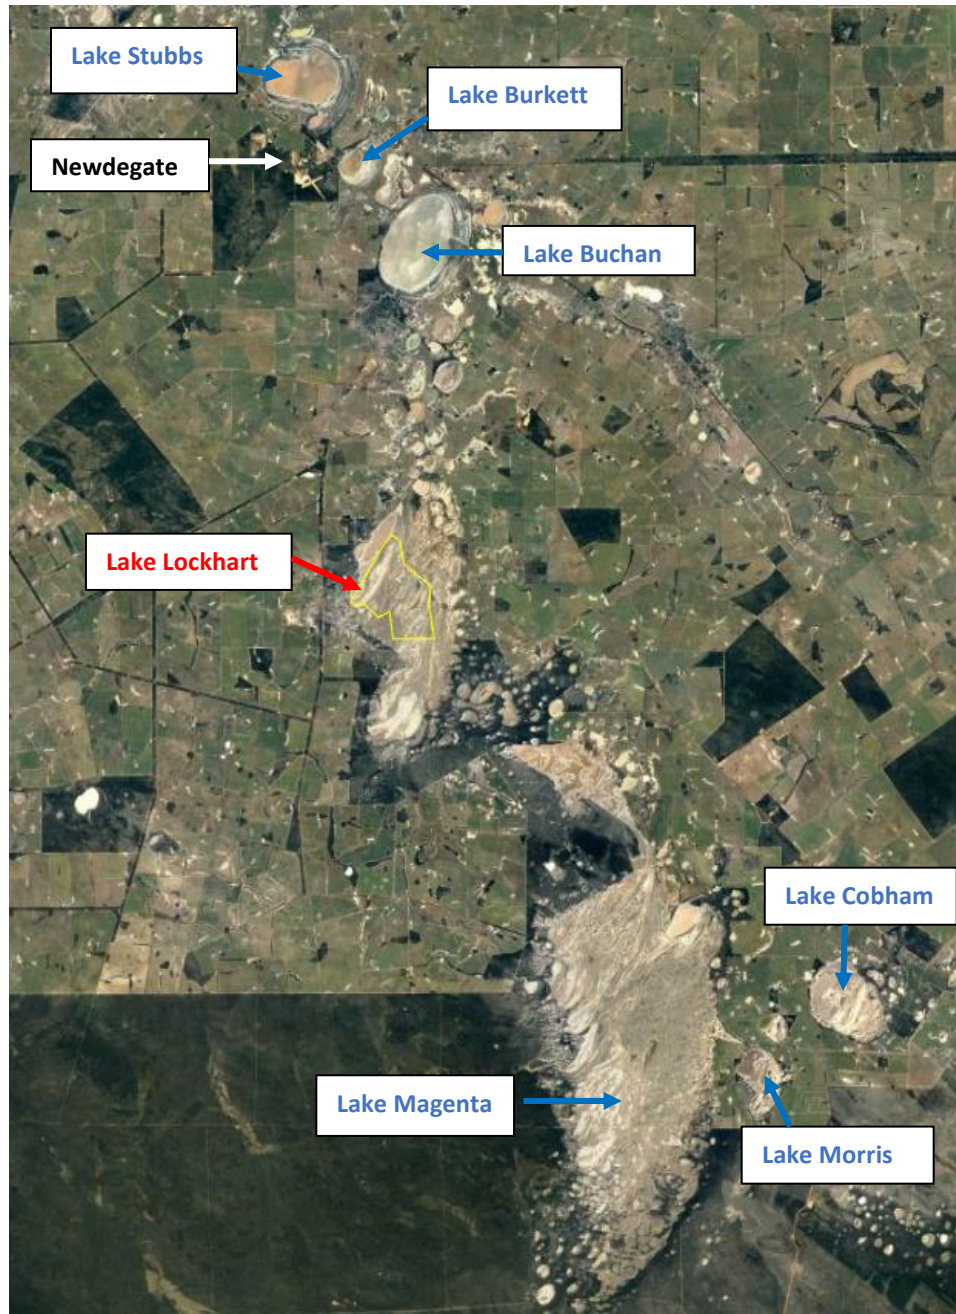 Lake Stubbs
Lake Burkett
Newdegate
Lake Buchan
Lake Lockhart
Lake Cobham
Lake Magenta
Lake Morris